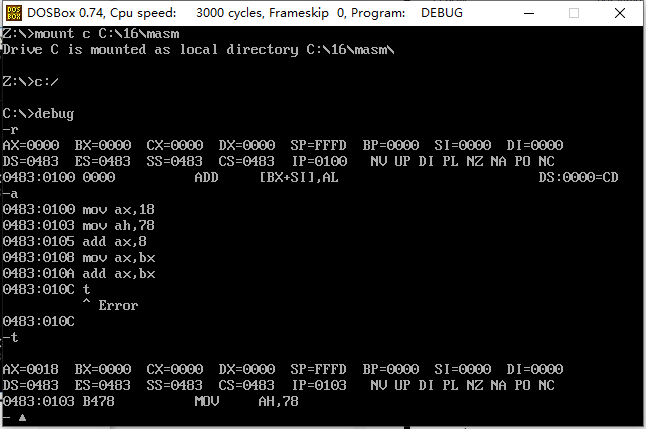 DOSBox 0.74, Cpu speed: 3000 cycles, Frameskip 0, Program: DEBUG
Z:\>mount c C:\16\masm
Drive C is mounted as local directory C:\16\masm\
Z:\>c:/
C:\>debug
-r
AX=0000 BX=0000 CX=0000 DX=0000 SP=FFFD BP=0000 SI=0000 DI=0000
DS=0483 ES=0483 SS=0483 CS=0483 IP=0100 NV UP DI PL NZ NA PO NC
0483:0100 0000 ADD [BX+SI],AL DS:0000=CD
-a
0483:0100 mov ax,18
0483:0103 mov ah,78
0483:0105 add ax,8
0483:0108 mov ax,bx
0483:010A add ax,bx
0483:010C t
^ Error
0483:010C
-t
AX=0018 BX=0000 CX=0000 DX=0000 SP=FFFD BP=0000 SI=0000 DI=0000
DS=0483 ES=0483 SS=0483 CS=0483 IP=0103 NV UP DI PL NZ NA PO NC
0483:0103 B478 MOV AH,78
- ▲